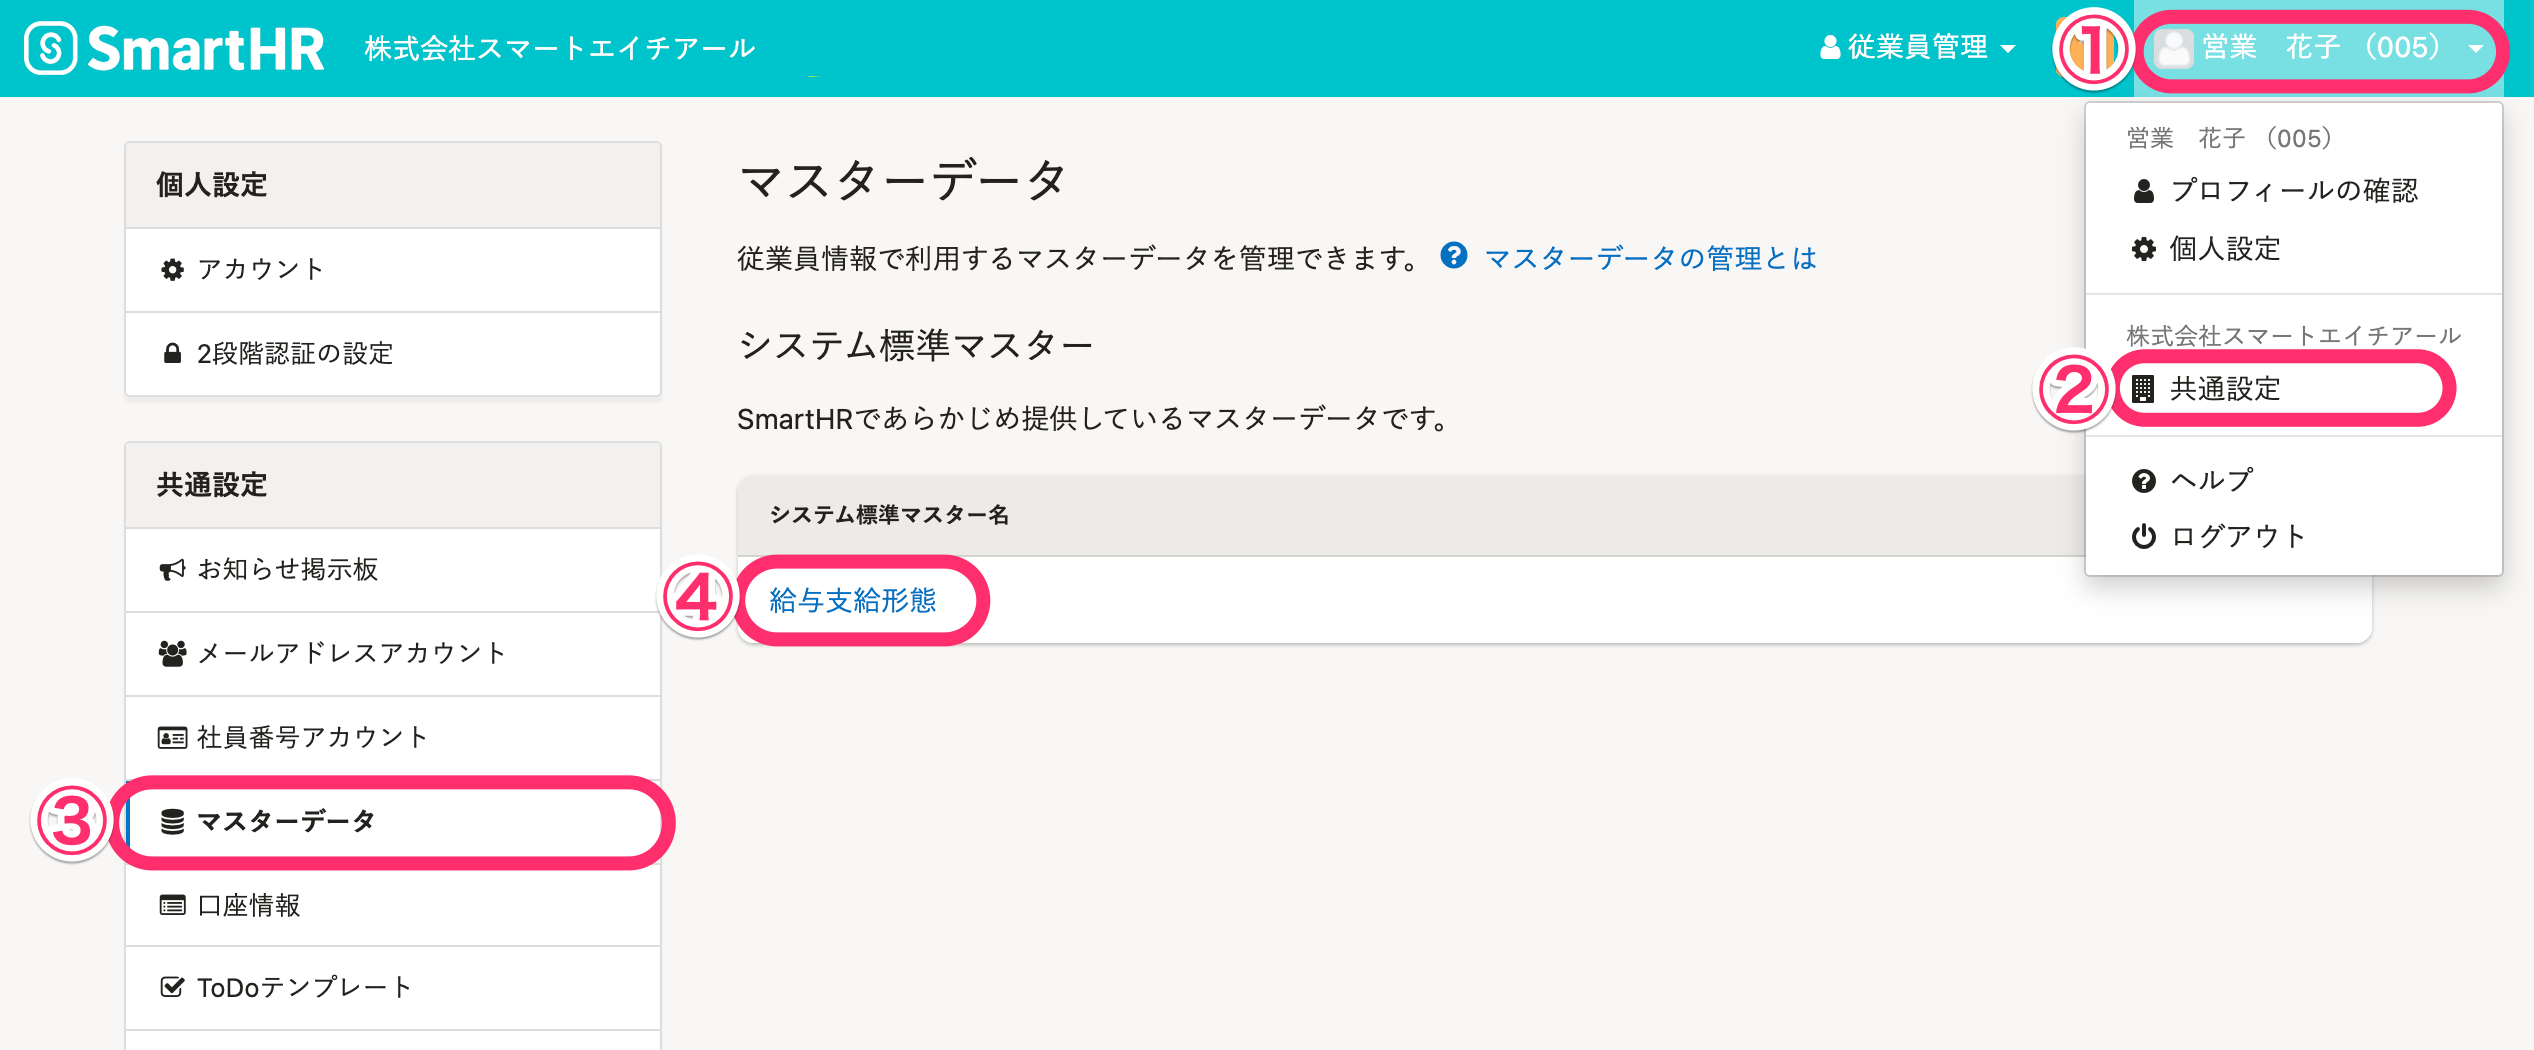 SmartHR 株式会社スマートエイチアール 従業員管理 ① 営業　花子 （005）
営業　花子 （005）
プロフィールの確認
個人設定
株式会社スマートエイチアール
② 共通設定
ヘルプ
ログアウト
個人設定
アカウント
2段階認証の設定
共通設定
お知らせ掲示板
メールアドレスアカウント
社員番号アカウント
③ マスターデータ
口座情報
ToDoテンプレート
マスターデータ
従業員情報で利用するマスターデータを管理できます。 マスターデータの管理とは
システム標準マスター
SmartHRであらかじめ提供しているマスターデータです。
システム標準マスター名
④ 給与支給形態